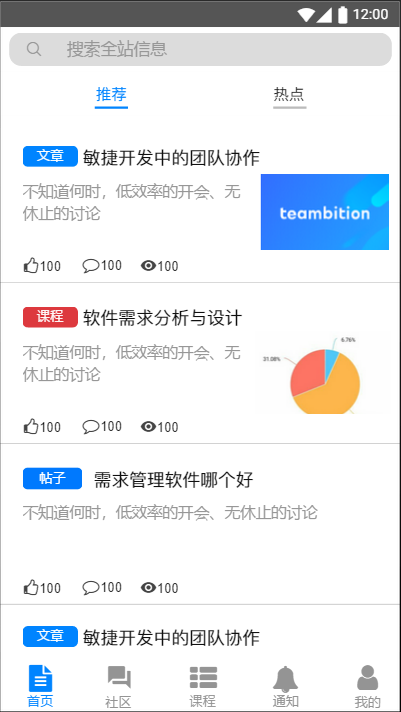 12:00
搜索全站信息
推荐 热点
文章 敏捷开发中的团队协作
不知道何时，低效率的开会、无
休止的讨论
teambition
100 100 100
课程 软件需求分析与设计
不知道何时，低效率的开会、无
休止的讨论
6.76%
31.08%
100 100 100
帖子 需求管理软件哪个好
不知道何时，低效率的开会、无休止的讨论
100 100 100
文章 敏捷开发中的团队协作
首页 社区 课程 通知 我的